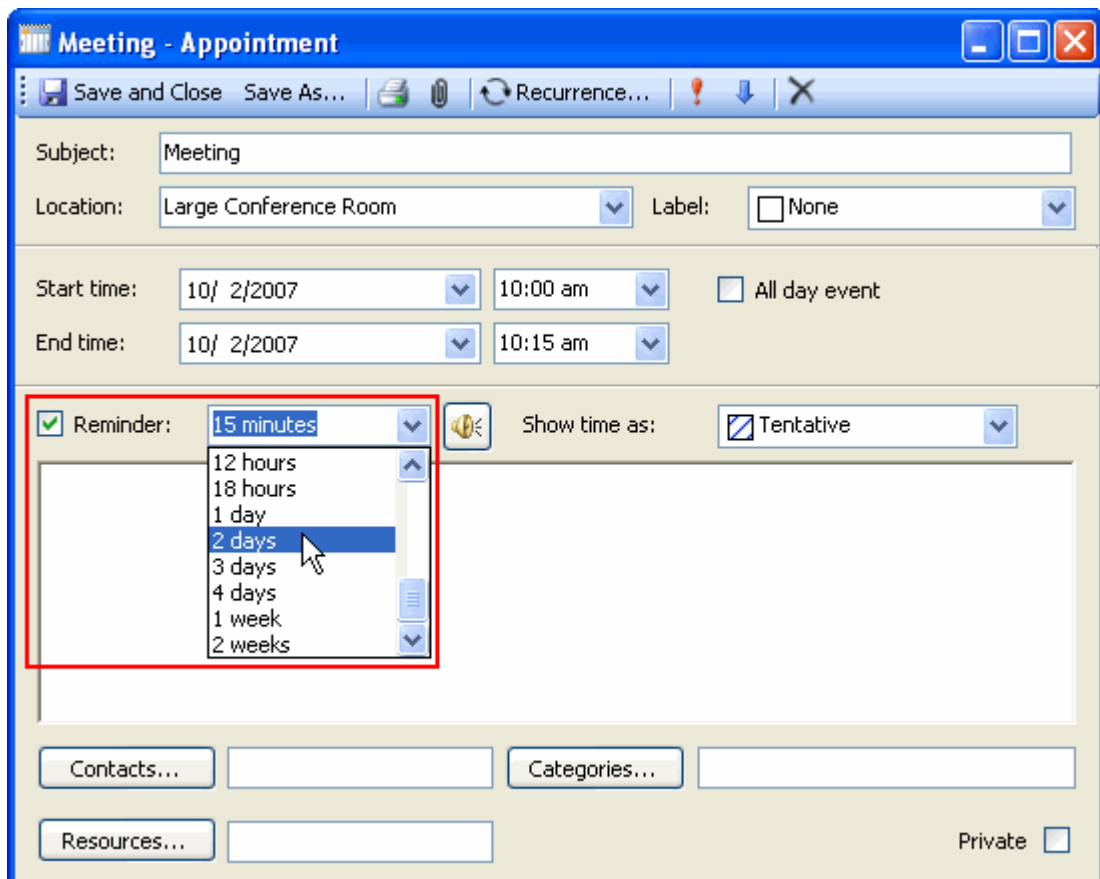 Meeting - Appointment
Save and Close Save As... Recurrence...
Subject: Meeting
Location: Large Conference Room Label: None
Start time: 10/ 2/2007 10:00 am All day event
End time: 10/ 2/2007 10:15 am
Reminder: 15 minutes Show time as: Tentative
12 hours
18 hours
1 day
2 days
3 days
4 days
1 week
2 weeks
Contacts... Categories...
Resources... Private